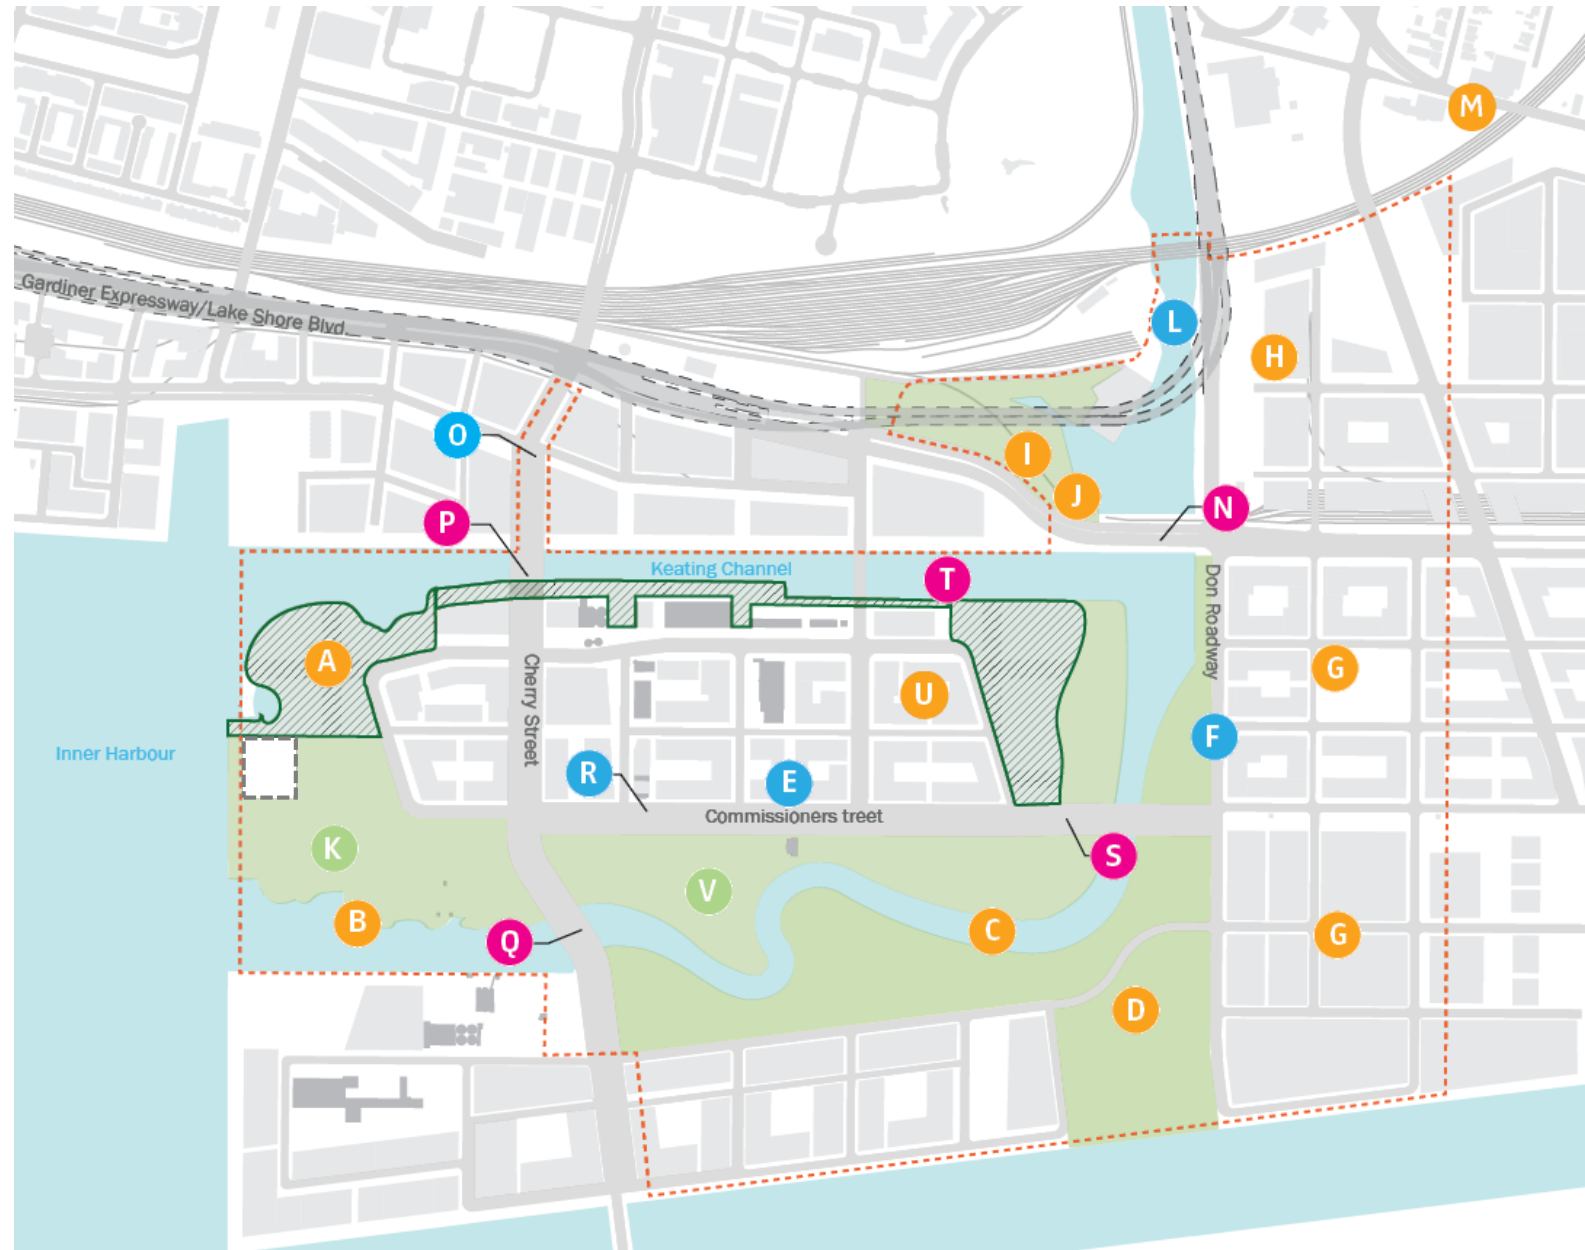 M
Gardiner Expressway/Lake Shore Blvd
L
H
O
I
J
P
N
Keating Channel
T
Don Roadway
A
Cherry Street
G
U
Inner Harbour
F
R
E
Commissioners treet
K
S
V
B
C
Q
G
D